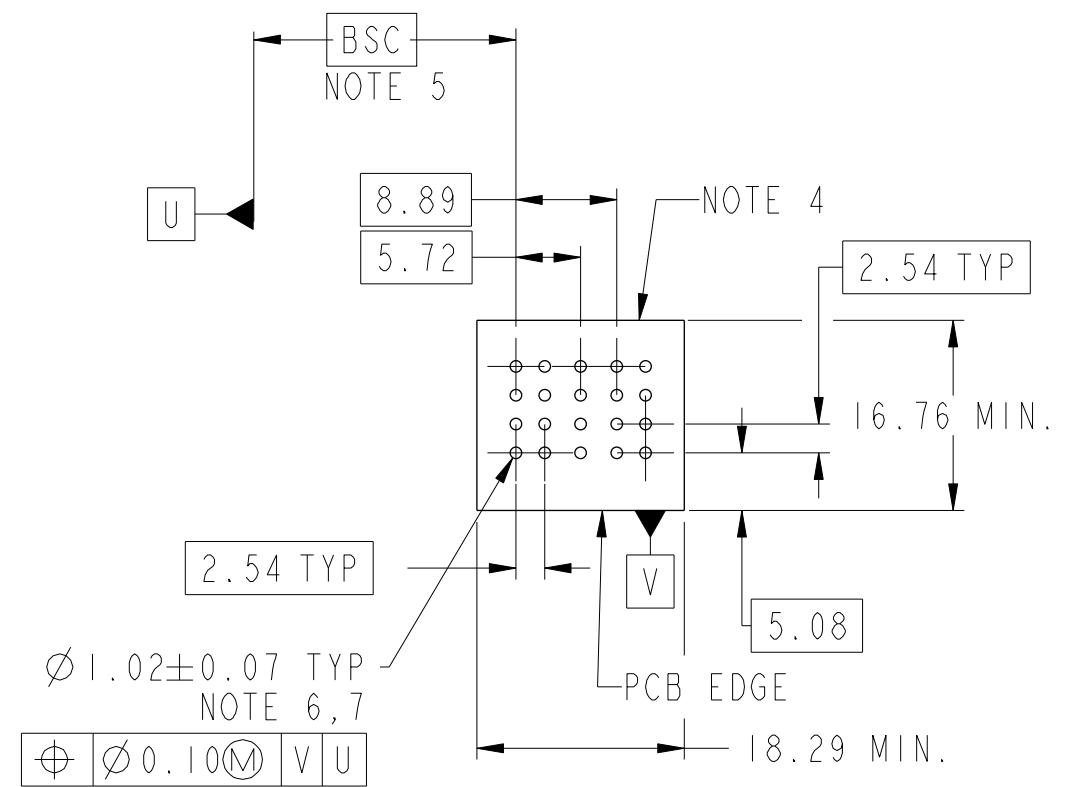 BSC
NOTE 5
8.89
U
NOTE 4
5.72
2.54 TYP
16.76 MIN.
2.54 TYP
V
5.08
Ø1.02±0.07 TYP
NOTE 6,7
PCB EDGE
⌖ Ø0.10Ⓜ V U
18.29 MIN.